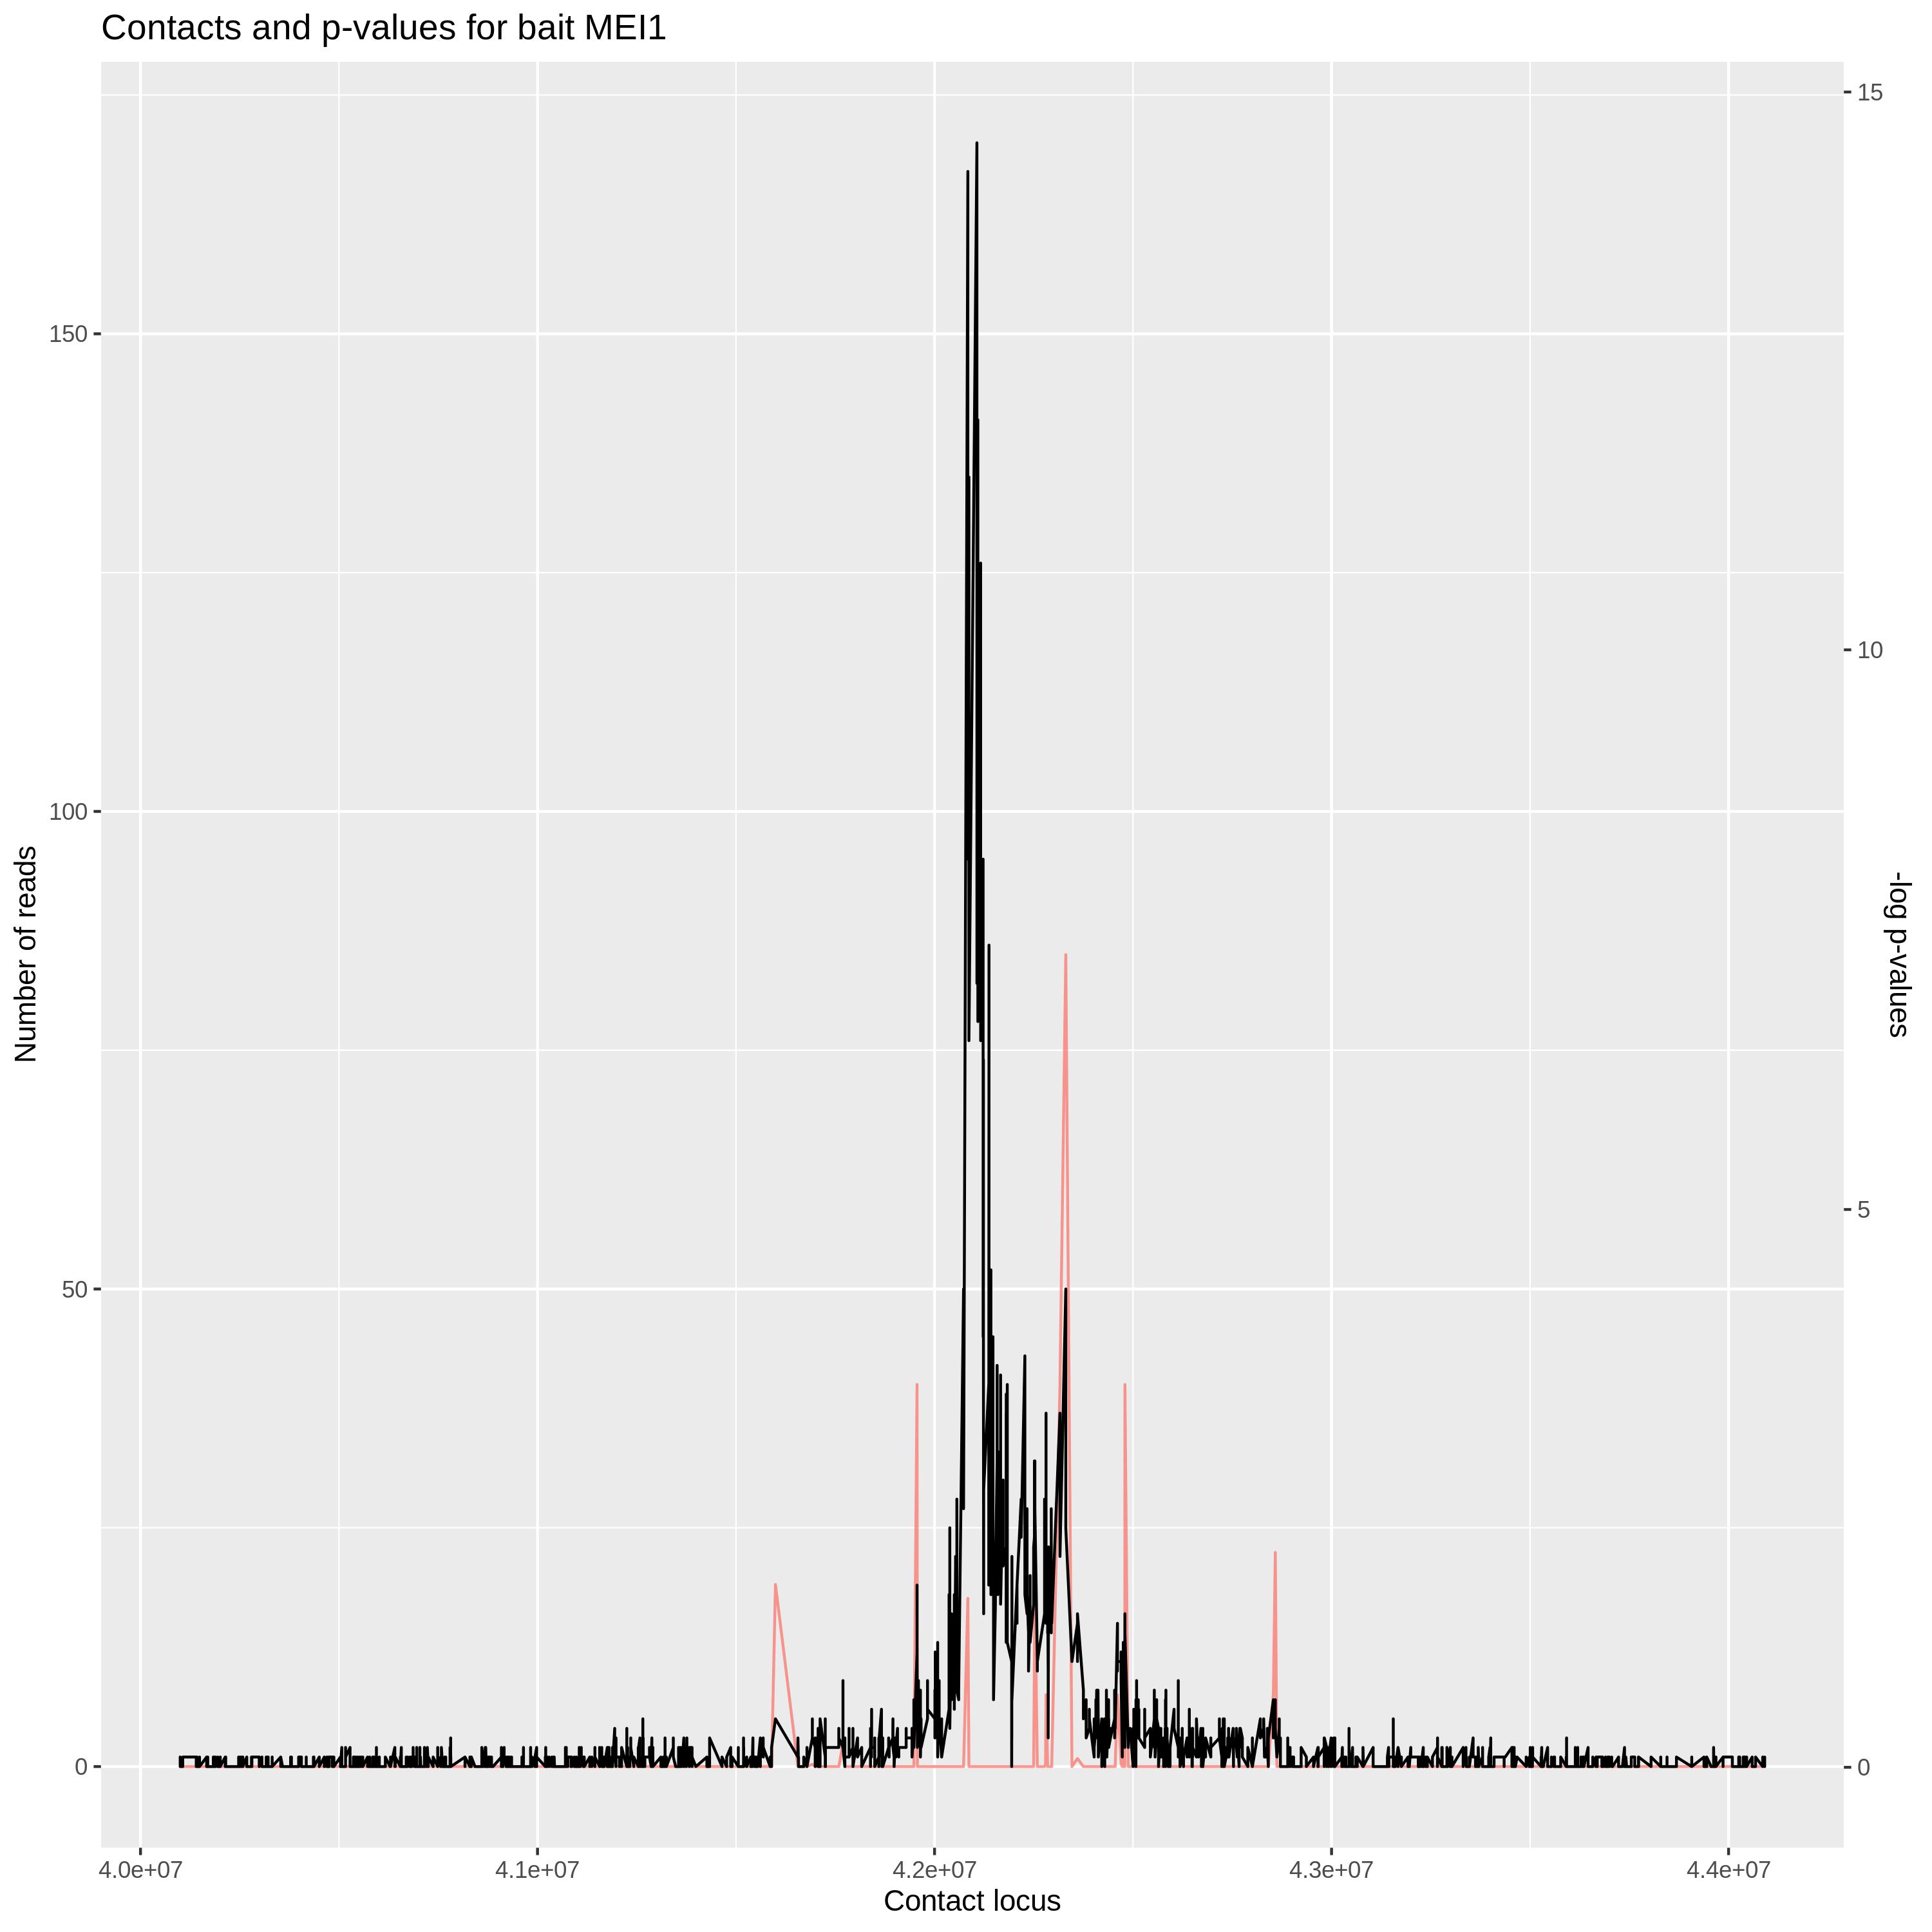 Contacts and p-values for bait MEI1
15
150
10
100
Number of reads
-log p-values
5
50
0
0
4.0e+07 4.1e+07 4.2e+07 4.3e+07 4.4e+07
Contact locus